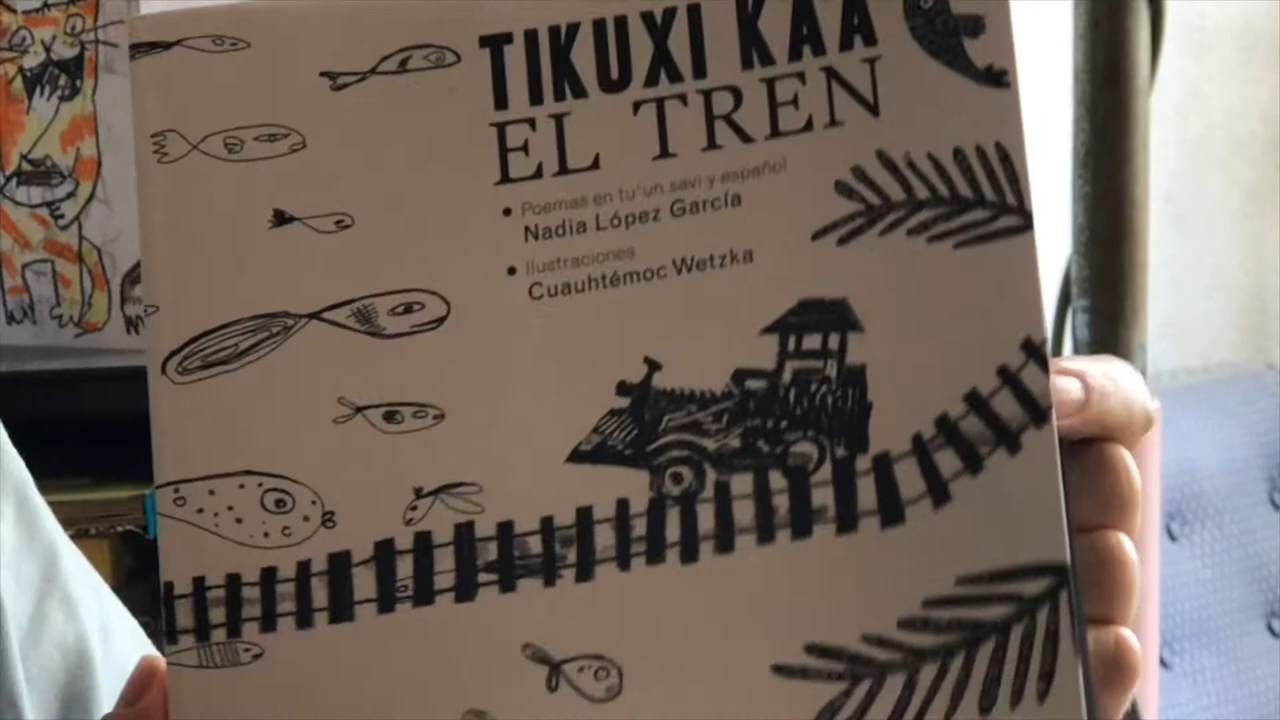 TIKUXI KAA
EL TREN
• Poemas en tu'un savi y español
Nadia López García
• Ilustraciones
Cuauhtémoc Wetzka